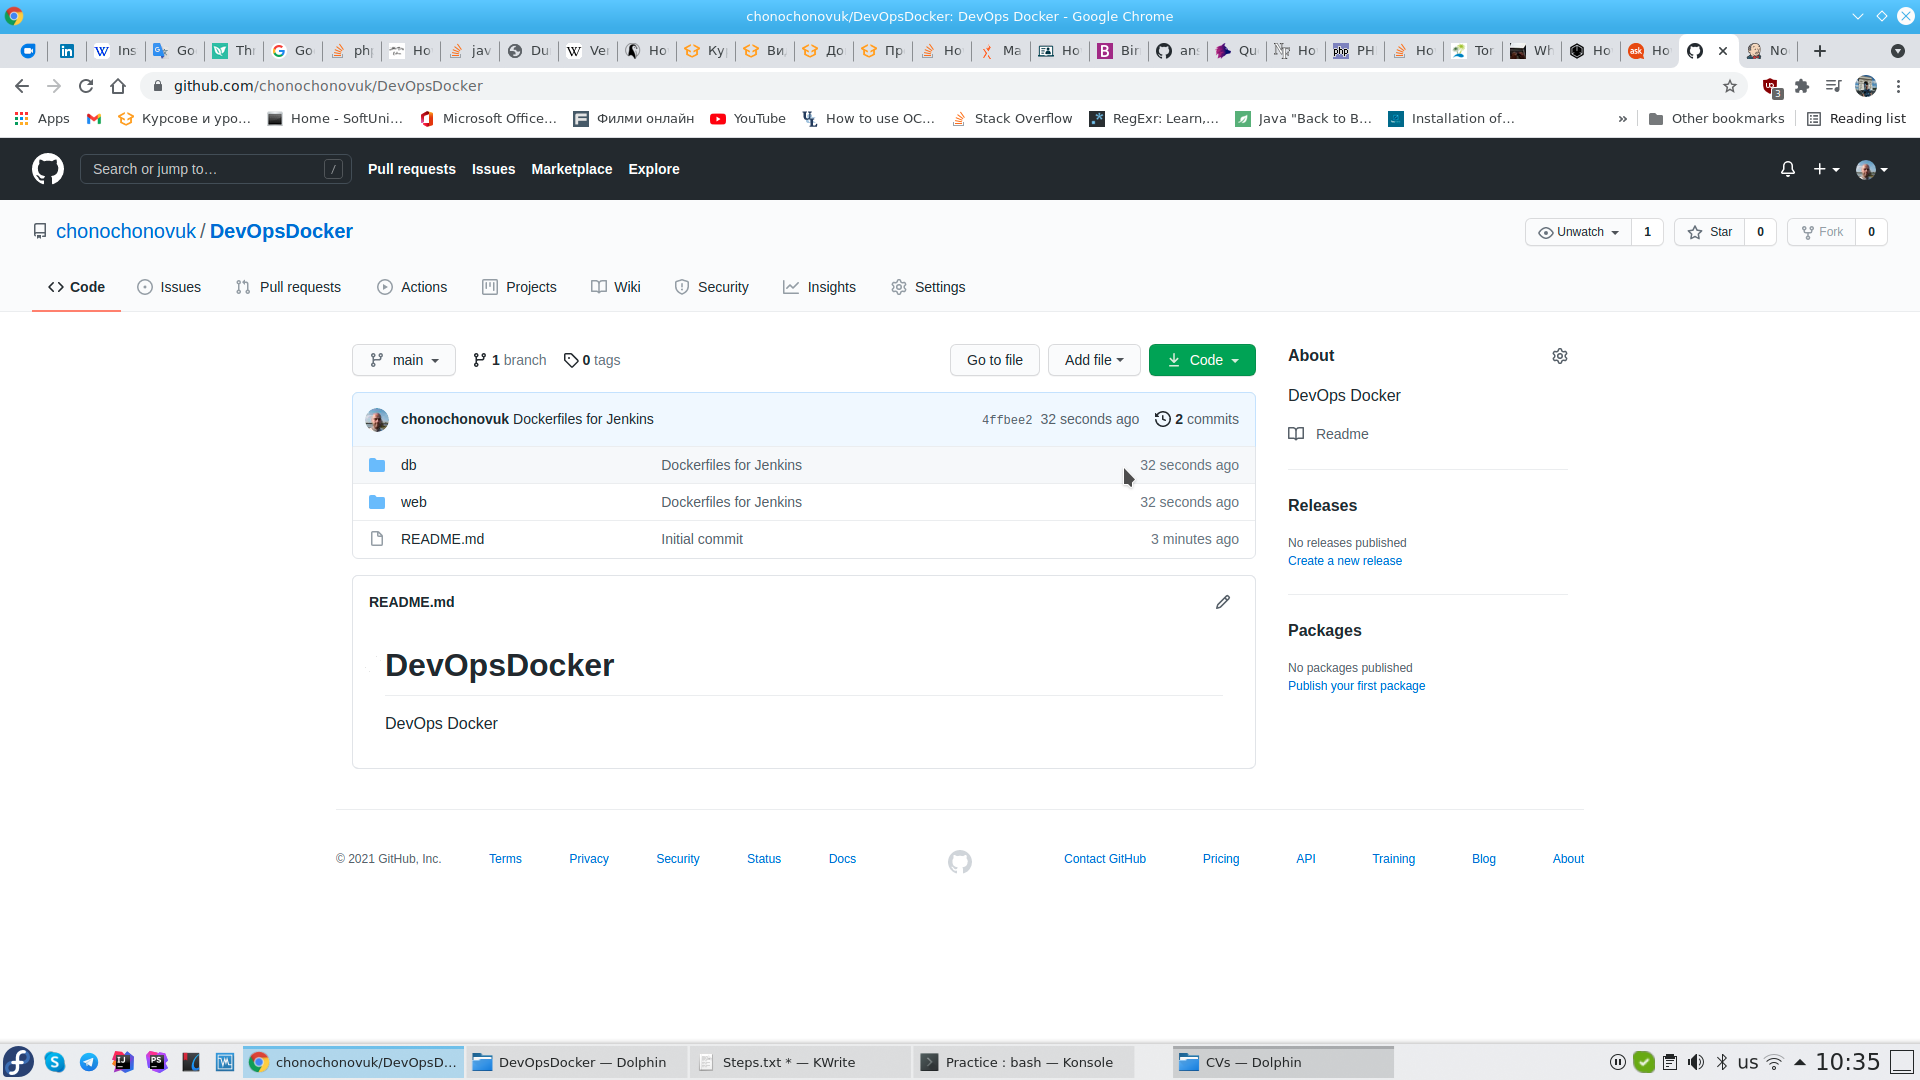 chonochonovuk/DevOpsDocker: DevOps Docker - Google Chrome
Ins Go Thi Go php Ho jav Du Ver Ho Ку Ви До Пр Ho Ma Ho Bir ans Qu Ho PH Ho Tor Wh Ho Ho No
github.com/chonochonovuk/DevOpsDocker
3
Apps Курсове и уро... Home - SoftUni... Microsoft Office... Филми онлайн YouTube How to use OC... Stack Overflow RegExr: Learn,... Java "Back to B... Installation of... » Other bookmarks Reading list
Search or jump to... / Pull requests Issues Marketplace Explore
chonochonovuk / DevOpsDocker Unwatch 1 Star 0 Fork 0
Code Issues Pull requests Actions Projects Wiki Security Insights Settings
main 1 branch 0 tags Go to file Add file Code
chonochonovuk Dockerfiles for Jenkins 4ffbee2 32 seconds ago 2 commits
db Dockerfiles for Jenkins 32 seconds ago
web Dockerfiles for Jenkins 32 seconds ago
README.md Initial commit 3 minutes ago
README.md
DevOpsDocker
DevOps Docker
About
DevOps Docker
Readme
Releases
No releases published
Create a new release
Packages
No packages published
Publish your first package
© 2021 GitHub, Inc. Terms Privacy Security Status Docs Contact GitHub Pricing API Training Blog About
chonochonovuk/DevOpsD... DevOpsDocker — Dolphin Steps.txt * — KWrite Practice : bash — Konsole CVs — Dolphin us 10:35